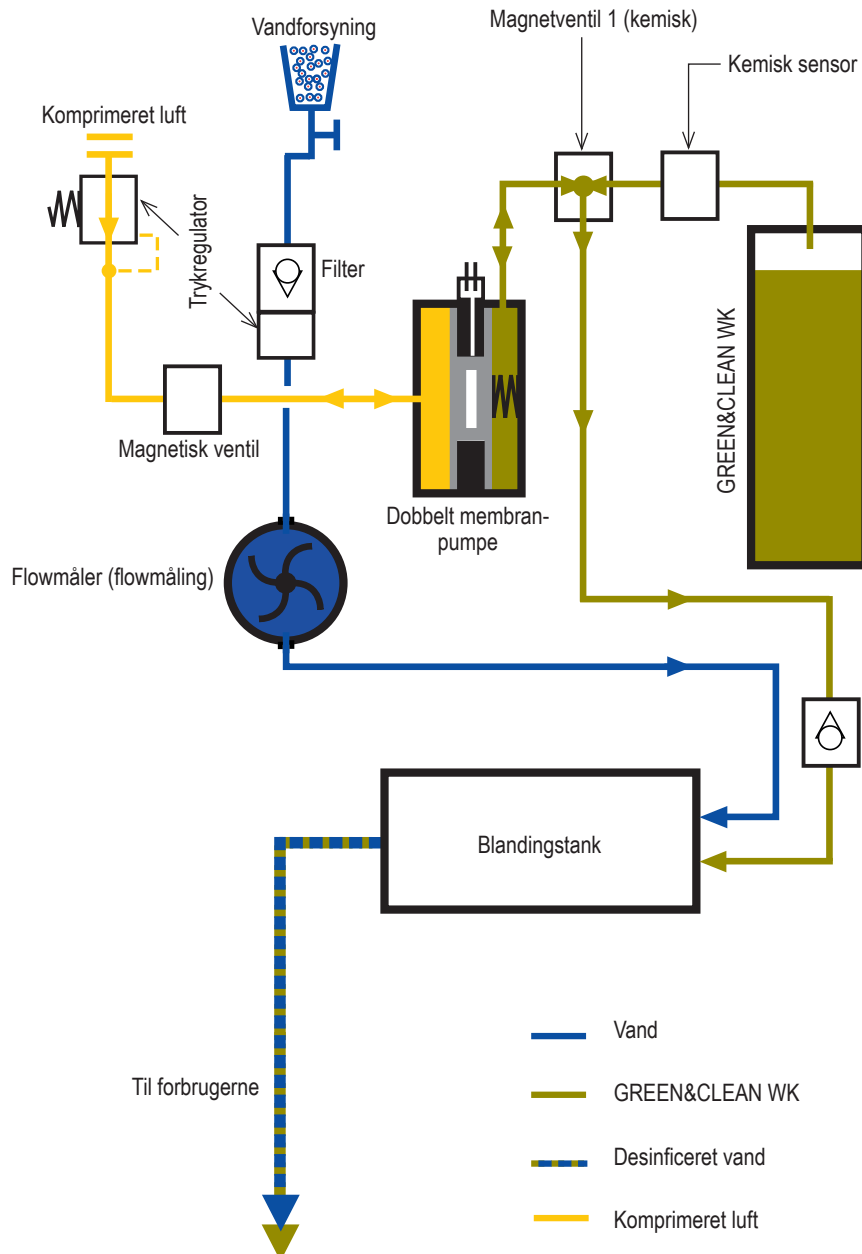 Vandforsyning
Magnetventil 1 (kemisk)
Kemisk sensor
Komprimeret luft
Trykregulator
Filter
GREEN&CLEAN WK
Magnetisk ventil
Dobbelt membran-
pumpe
Flowmåler (flowmåling)
Blandingstank
Til forbrugerne
Vand
GREEN&CLEAN WK
Desinficeret vand
Komprimeret luft